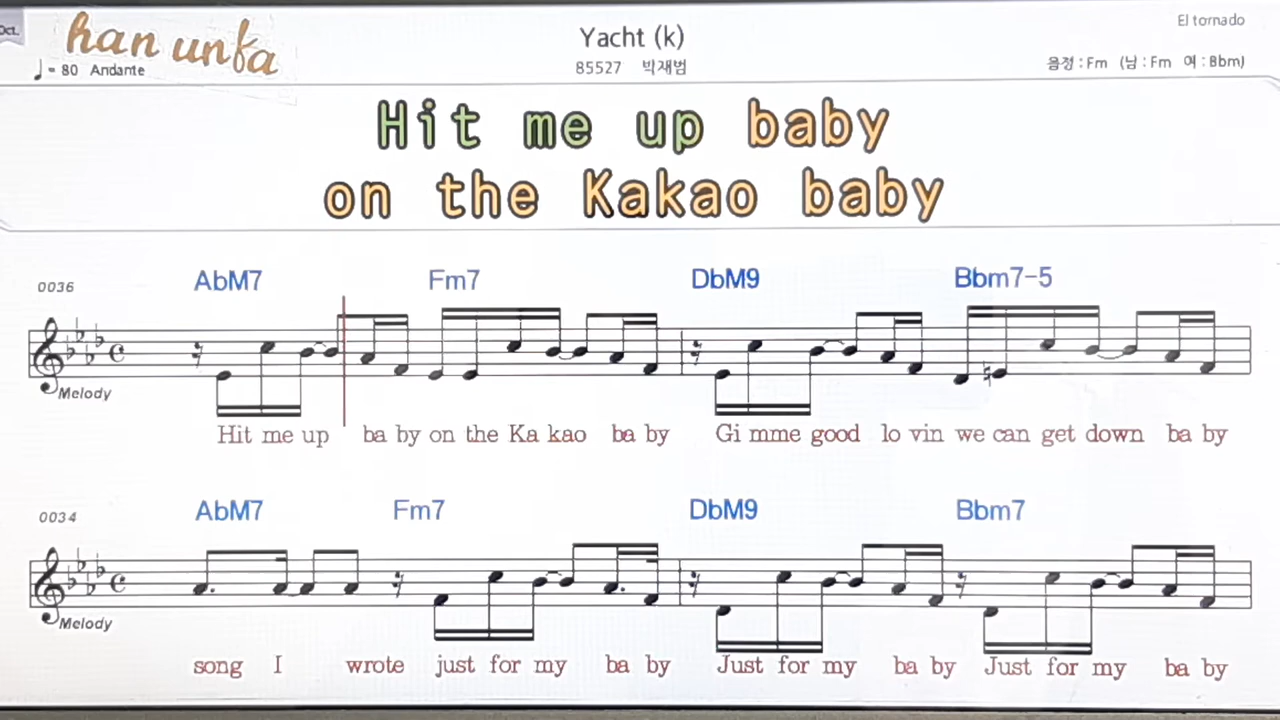 Oct.
han unfa
El tornado
Yacht (k)
♩= 80 Andante
85527 박재범
음정 : Fm (남 : Fm 여 : Bbm)
Hit me up baby
on the Kakao baby
0036
AbM7 Fm7 DbM9 Bbm7-5
Melody
Hit me up ba by on the Ka kao ba by Gi mme good lo vin we can get down ba by
0034
AbM7 Fm7 DbM9 Bbm7
Melody
song I wrote just for my ba by Just for my ba by Just for my ba by